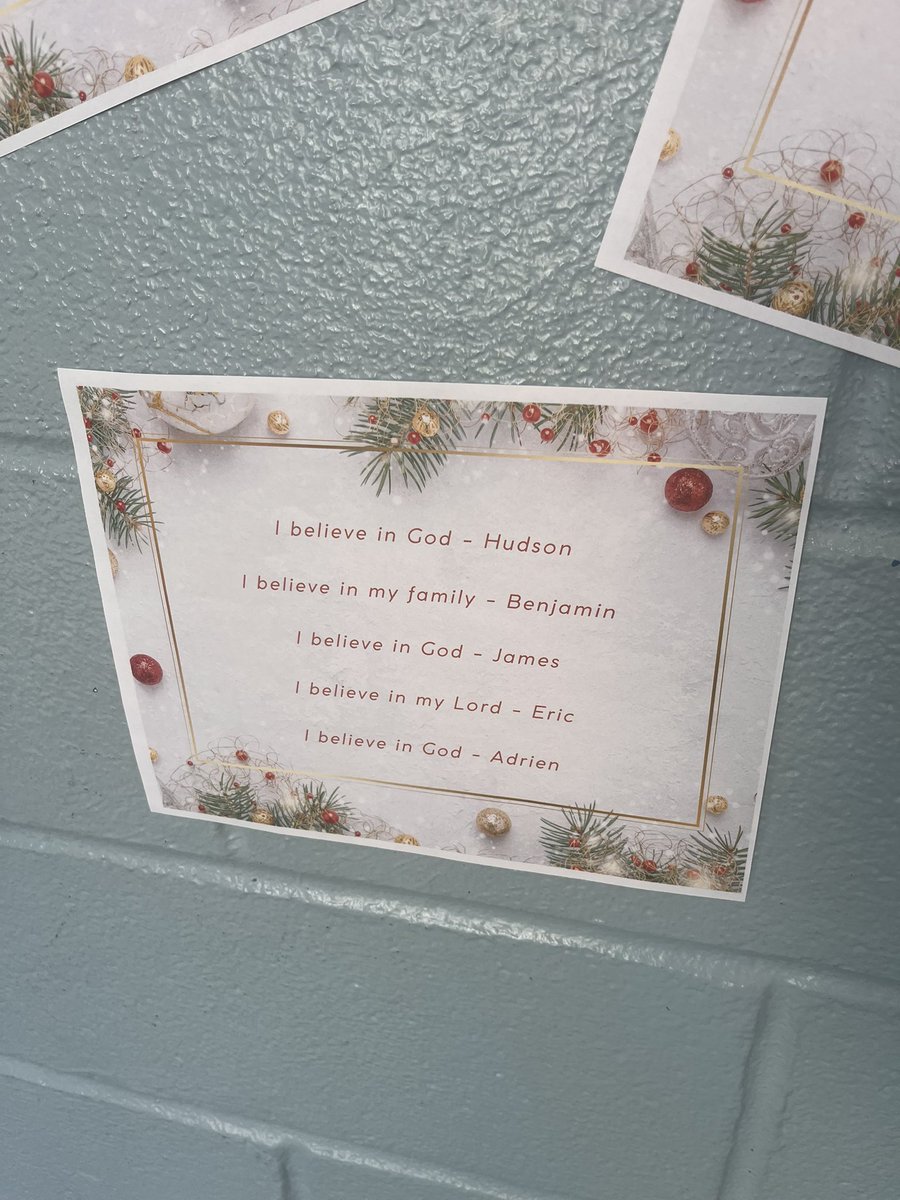 I believe in God - Hudson
I believe in my family - Benjamin
I believe in God - James
I believe in my Lord - Eric
I believe in God - Adrien